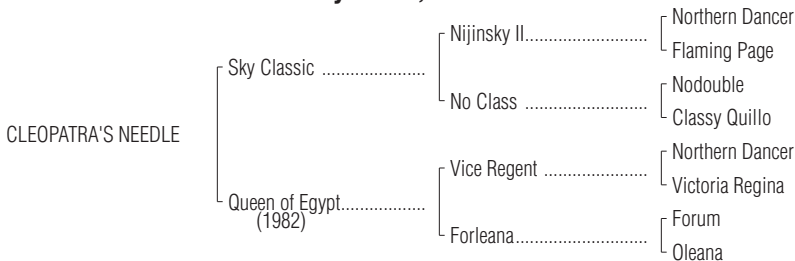 Northern Dancer
Nijinsky II..........................
Flaming Page
Sky Classic ......................
Nodouble
No Class ..........................
Classy Quillo
CLEOPATRA'S NEEDLE
Northern Dancer
Vice Regent ......................
Victoria Regina
Queen of Egypt..................
(1982)
Forum
Forleana............................
Oleana